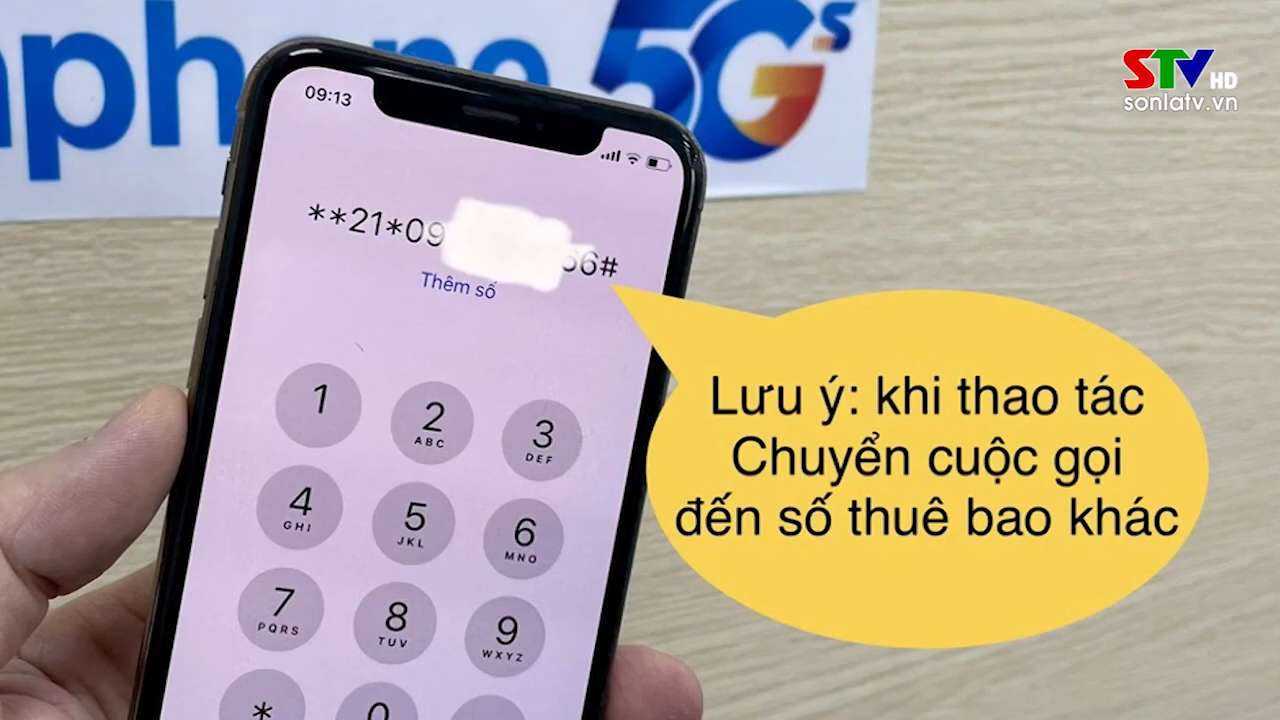 aphone 5Gs
STV HD
sonlatv.vn
09:13
**21*09 66#
Thêm số
1
2
ABC
3
DEF
4
GHI
5
JKL
6
MNO
7
PQRS
8
TUV
9
WXYZ
*
0
Lưu ý: khi thao tác
Chuyển cuộc gọi
đến số thuê bao khác